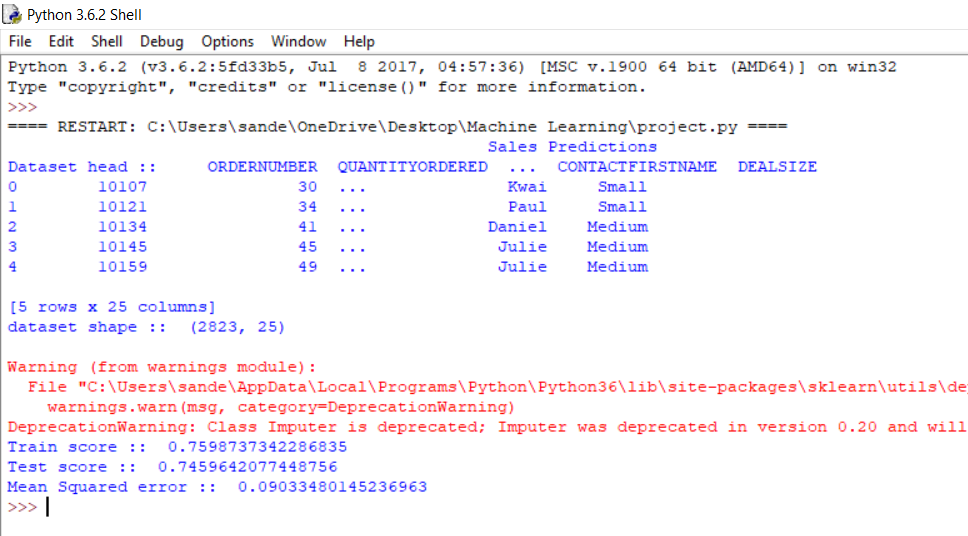 Python 3.6.2 Shell
File Edit Shell Debug Options Window Help
Python 3.6.2 (v3.6.2:5fd33b5, Jul  8 2017, 04:57:36) [MSC v.1900 64 bit (AMD64)] on win32
Type "copyright", "credits" or "license()" for more information.
>>>
==== RESTART: C:\Users\sande\OneDrive\Desktop\Machine Learning\project.py ====
Sales Predictions
Dataset head ::      ORDERNUMBER  QUANTITYORDERED  ...  CONTACTFIRSTNAME  DEALSIZE
0        10107               30  ...              Kwai     Small
1        10121               34  ...              Paul     Small
2        10134               41  ...            Daniel    Medium
3        10145               45  ...             Julie    Medium
4        10159               49  ...             Julie    Medium
[5 rows x 25 columns]
dataset shape ::  (2823, 25)
Warning (from warnings module):
File "C:\Users\sande\AppData\Local\Programs\Python\Python36\lib\site-packages\sklearn\utils\dep
warnings.warn(msg, category=DeprecationWarning)
DeprecationWarning: Class Imputer is deprecated; Imputer was deprecated in version 0.20 and will
Train score ::  0.7598737342286835
Test score ::  0.7459642077448756
Mean Squared error ::  0.09033480145236963
>>>